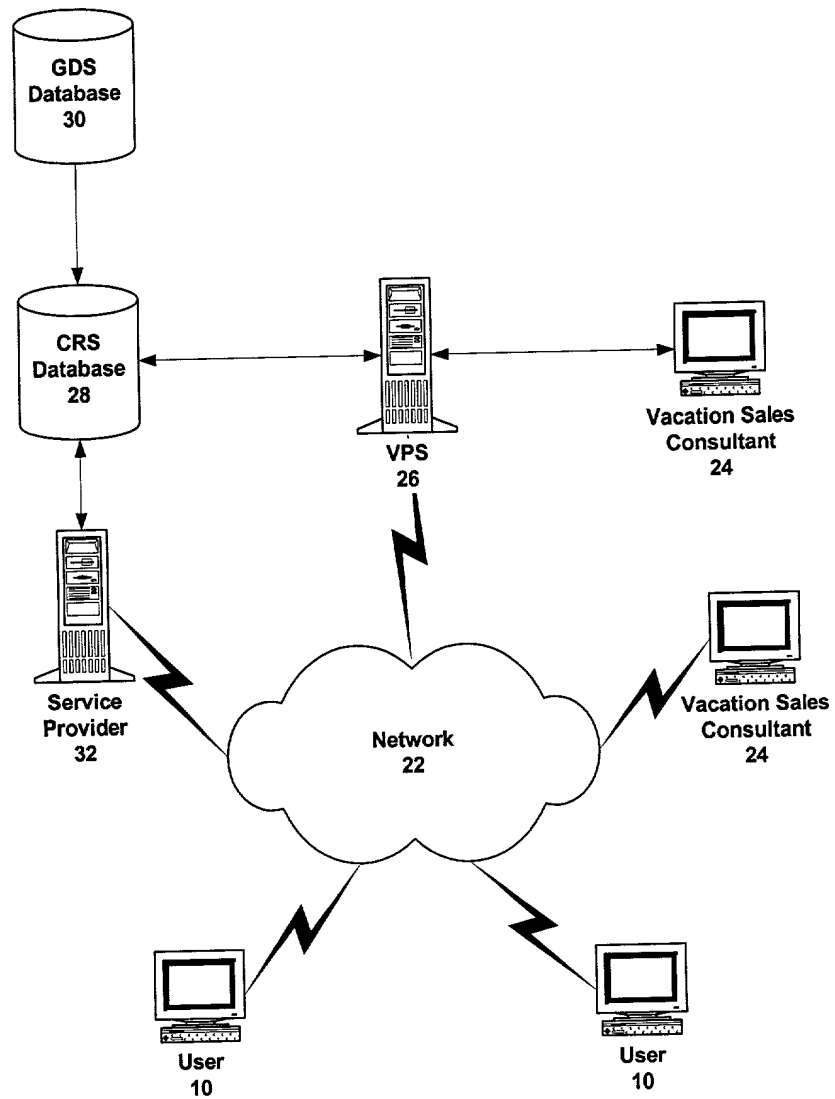 GDS
Database
30
CRS
Database
28
VPS
26
Vacation Sales
Consultant
24
Service
Provider
32
Network
22
Vacation Sales
Consultant
24
User
10
User
10